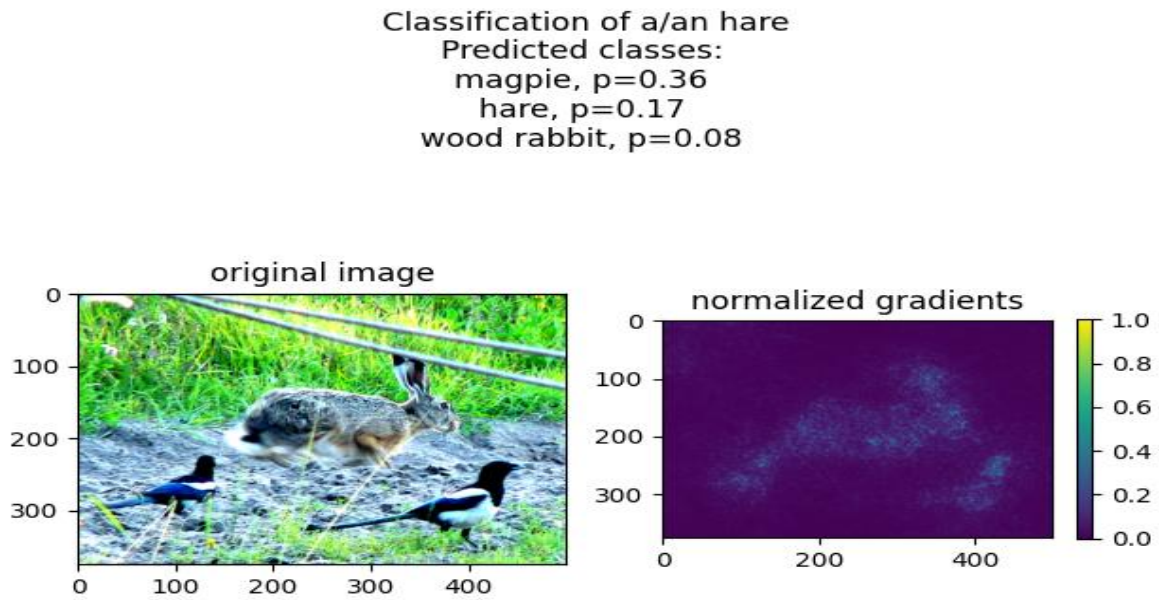 Classification of a/an hare
Predicted classes:
magpie, p=0.36
hare, p=0.17
wood rabbit, p=0.08
original image
0
100
200
300
0 100 200 300 400
normalized gradients
0
100
200
300
0 200 400
1.0
0.8
0.6
0.4
0.2
0.0